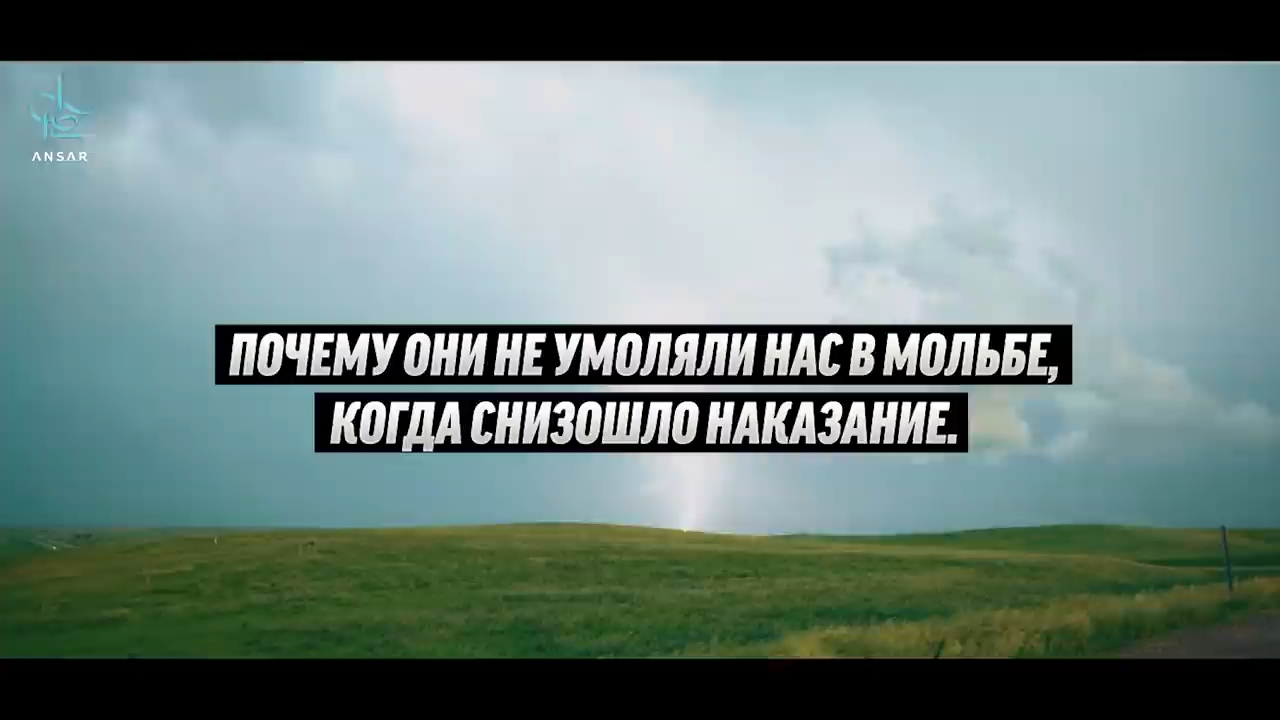 ANSAR
ПОЧЕМУ ОНИ НЕ УМОЛЯЛИ НАС В МОЛЬБЕ,
КОГДА СНИЗОШЛО НАКАЗАНИЕ.